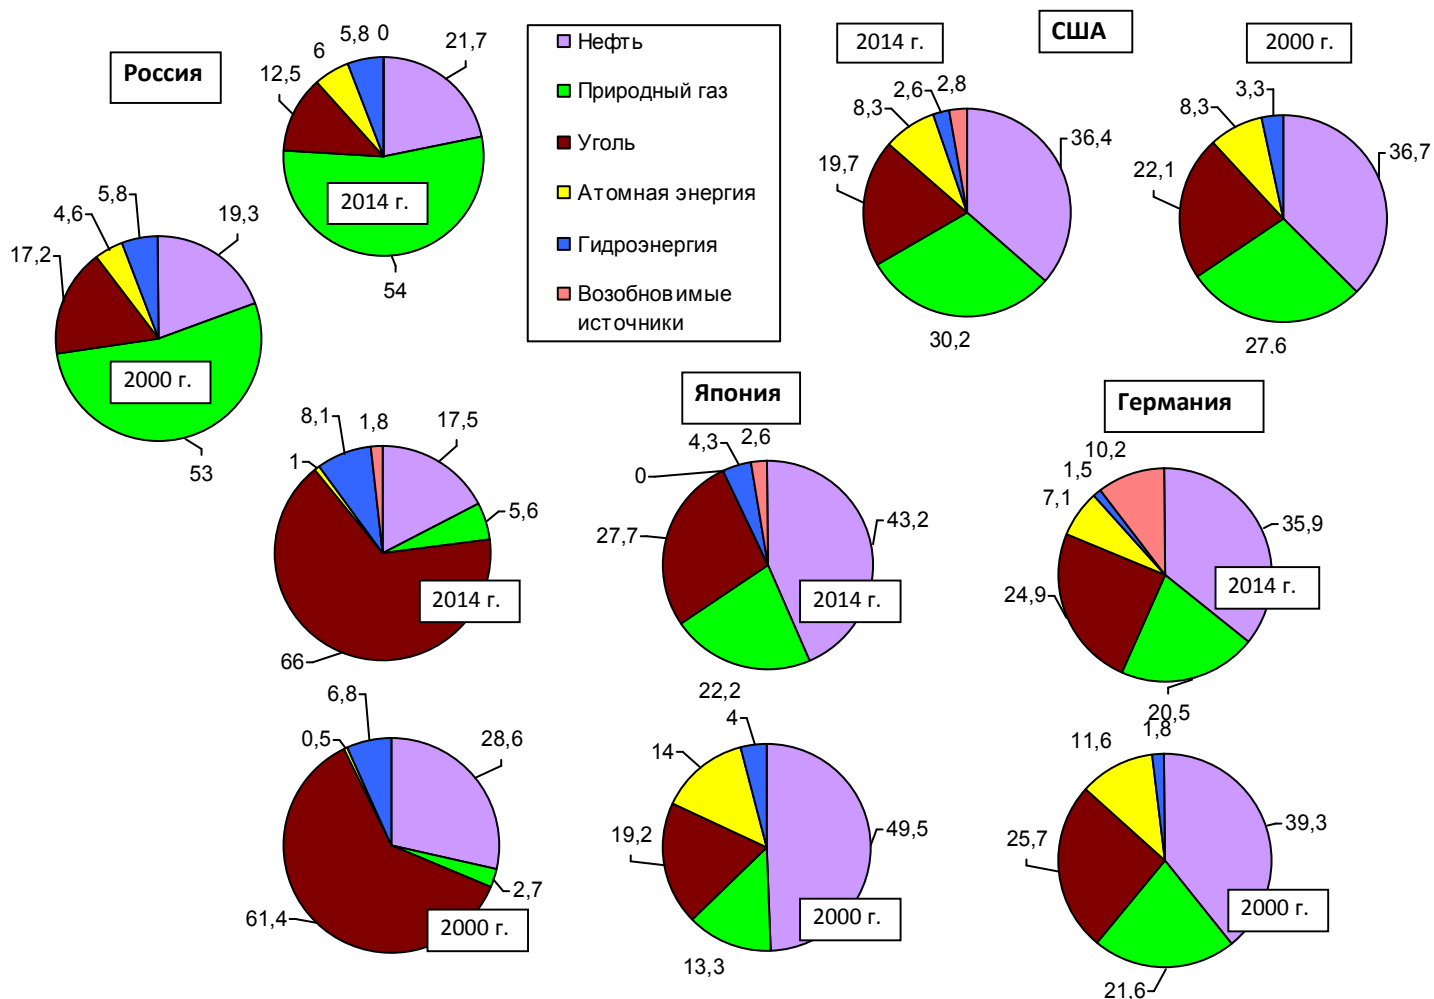 Россия
5,8
0
6
21,7
12,5
2014 г.
54
5,8
4,6
19,3
17,2
2000 г.
53
Нефть
Природный газ
Уголь
Атомная энергия
Гидроэнергия
Возобновимые
источники
США
2014 г.
2,6
2,8
8,3
36,4
19,7
30,2
2000 г.
3,3
8,3
36,7
22,1
27,6
8,1
1,8
17,5
1
5,6
2014 г.
66
6,8
0,5
28,6
2,7
61,4
2000 г.
Япония
4,3
2,6
0
43,2
27,7
2014 г.
22,2
4
14
49,5
19,2
2000 г.
13,3
Германия
10,2
1,5
7,1
35,9
24,9
2014 г.
20,5
1,8
11,6
39,3
25,7
2000 г.
21,6